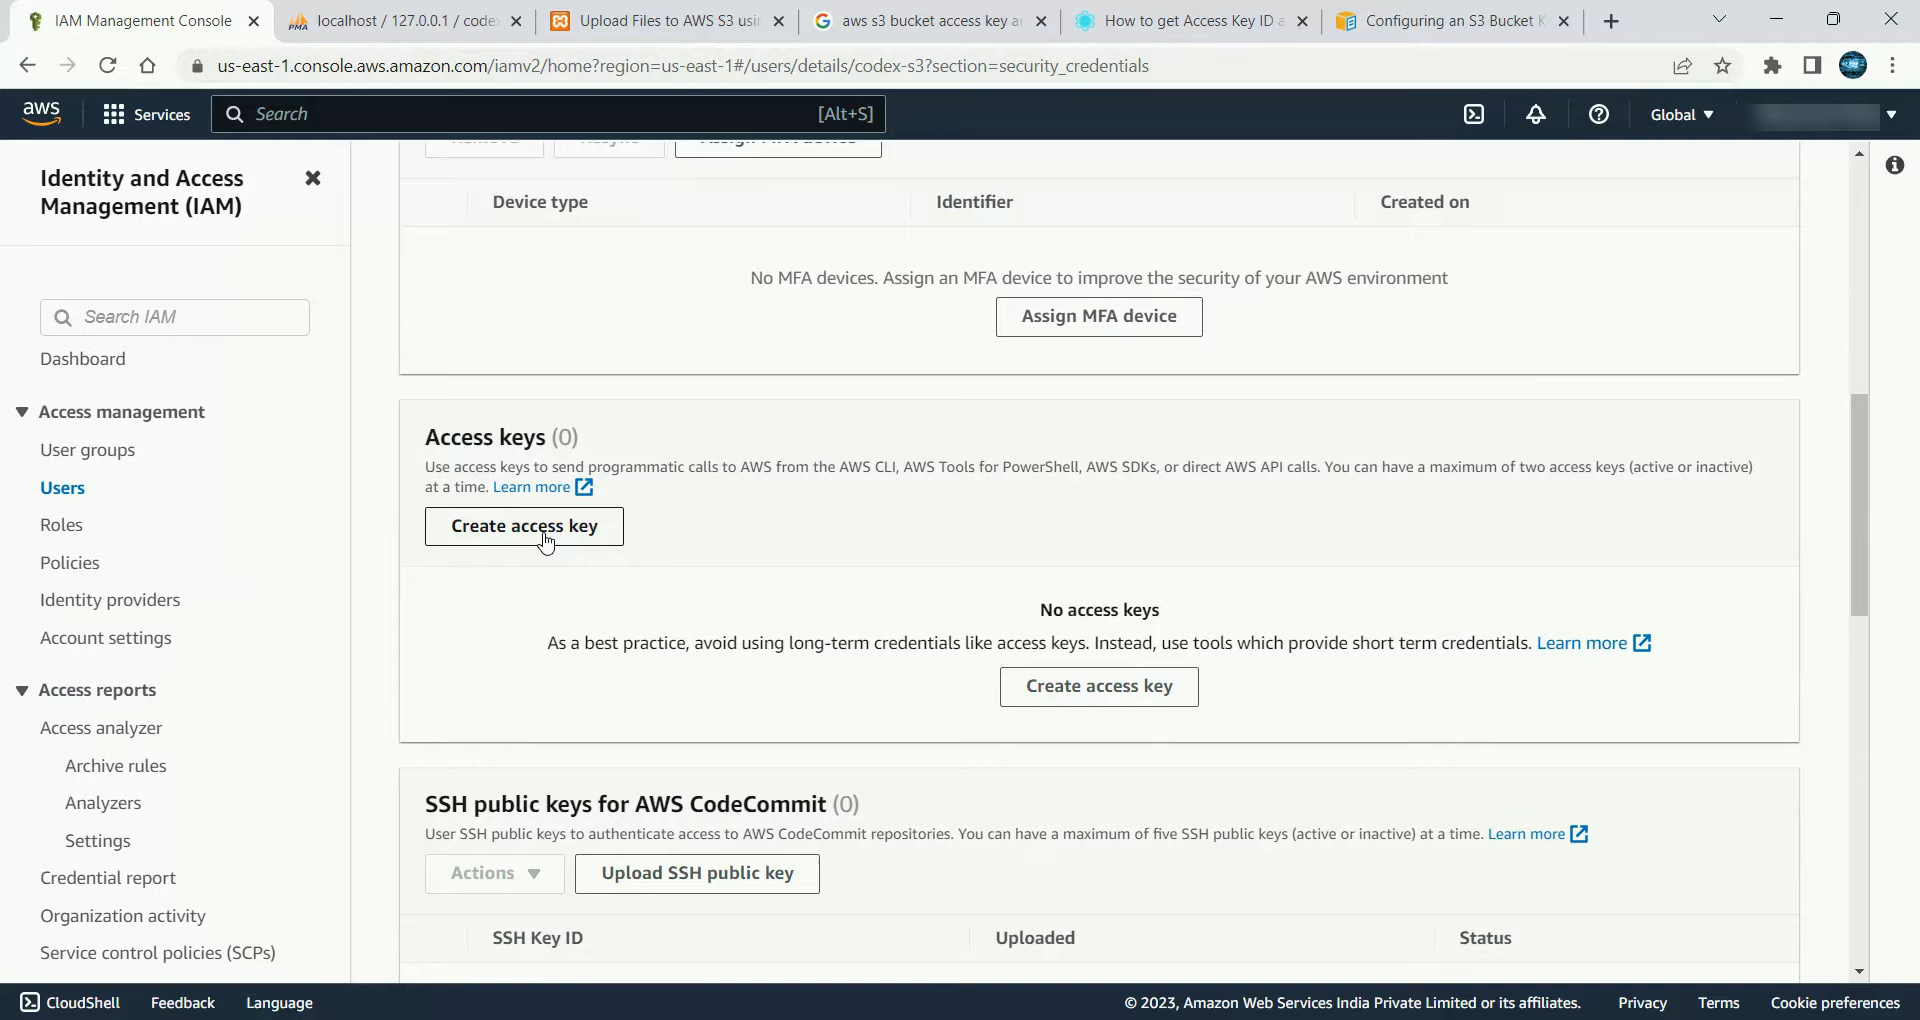 IAM Management Console
localhost / 127.0.0.1 / code
Upload Files to AWS S3 usi
aws s3 bucket access key a
How to get Access Key ID a
Configuring an S3 Bucket K
us-east-1.console.aws.amazon.com/iamv2/home?region=us-east-1#/users/details/codex-s3?section=security_credentials
aws
Services
Search
[Alt+S]
Global
Identity and Access
Management (IAM)
Search IAM
Dashboard
Access management
User groups
Users
Roles
Policies
Identity providers
Account settings
Access reports
Access analyzer
Archive rules
Analyzers
Settings
Credential report
Organization activity
Service control policies (SCPs)
Device type
Identifier
Created on
No MFA devices. Assign an MFA device to improve the security of your AWS environment
Assign MFA device
Access keys (0)
Use access keys to send programmatic calls to AWS from the AWS CLI, AWS Tools for PowerShell, AWS SDKs, or direct AWS API calls. You can have a maximum of two access keys (active or inactive)
at a time. Learn more
Create access key
No access keys
As a best practice, avoid using long-term credentials like access keys. Instead, use tools which provide short term credentials. Learn more
Create access key
SSH public keys for AWS CodeCommit (0)
User SSH public keys to authenticate access to AWS CodeCommit repositories. You can have a maximum of five SSH public keys (active or inactive) at a time. Learn more
Actions
Upload SSH public key
SSH Key ID
Uploaded
Status
CloudShell
Feedback
Language
© 2023, Amazon Web Services India Private Limited or its affiliates.
Privacy
Terms
Cookie preferences